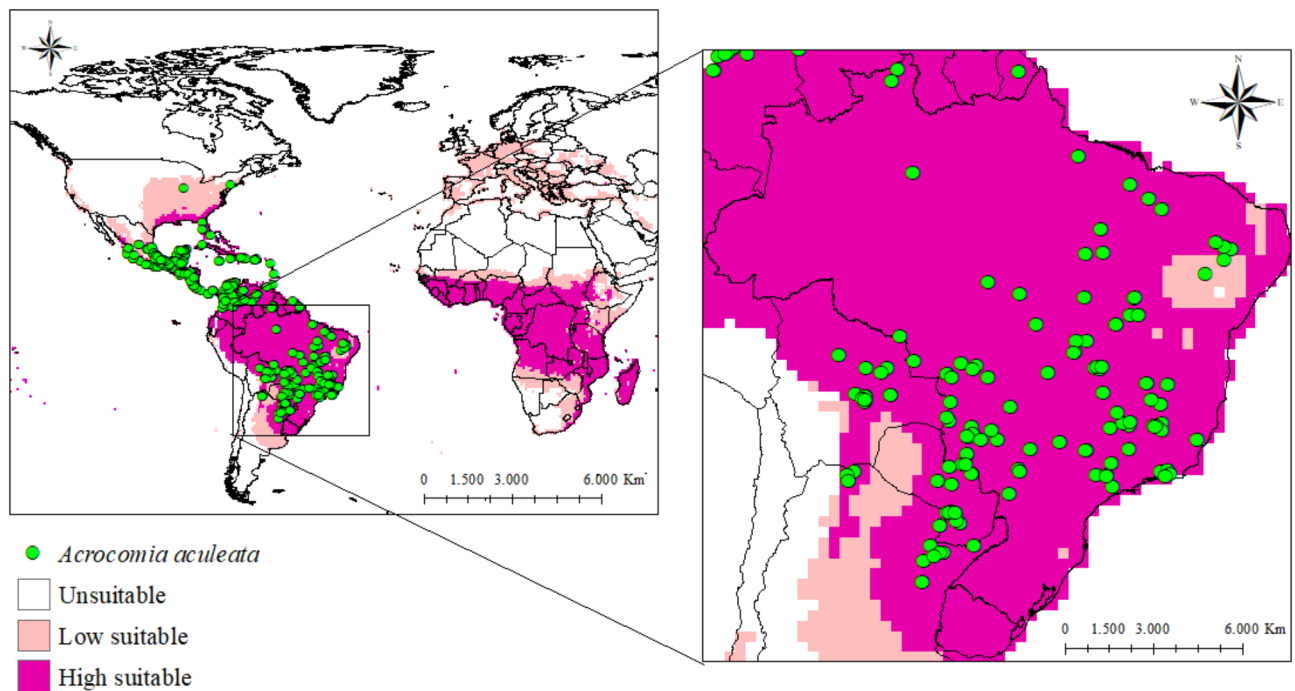 N
W E
S
0 1.500 3.000 6.000 Km
N
W E
S
0 1.500 3.000 6.000 Km
Acrocomia aculeata
Unsuitable
Low suitable
High suitable